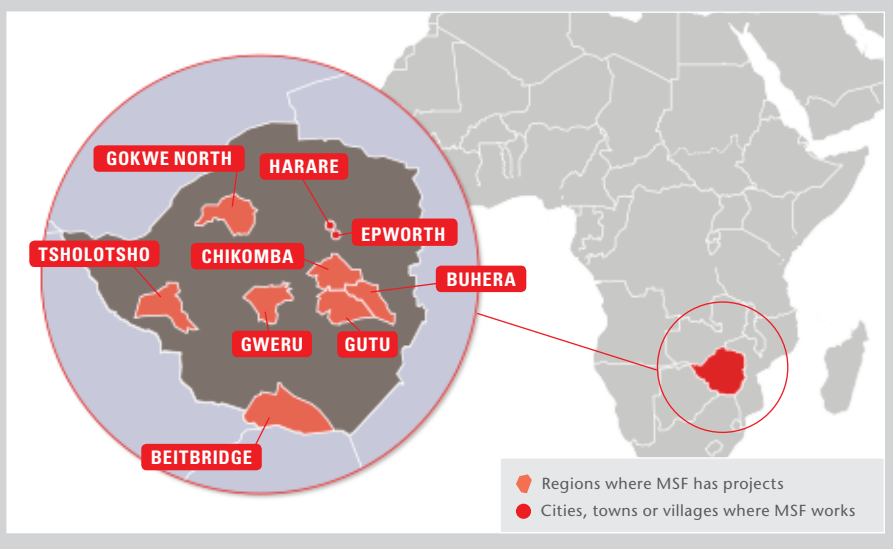 GOKWE NORTH
HARARE
EPWORTH
TSHOLOTSHO
CHIKOMBA
BUHERA
GWERU
GUTU
BEITBRIDGE
Regions where MSF has projects
Cities, towns or villages where MSF works